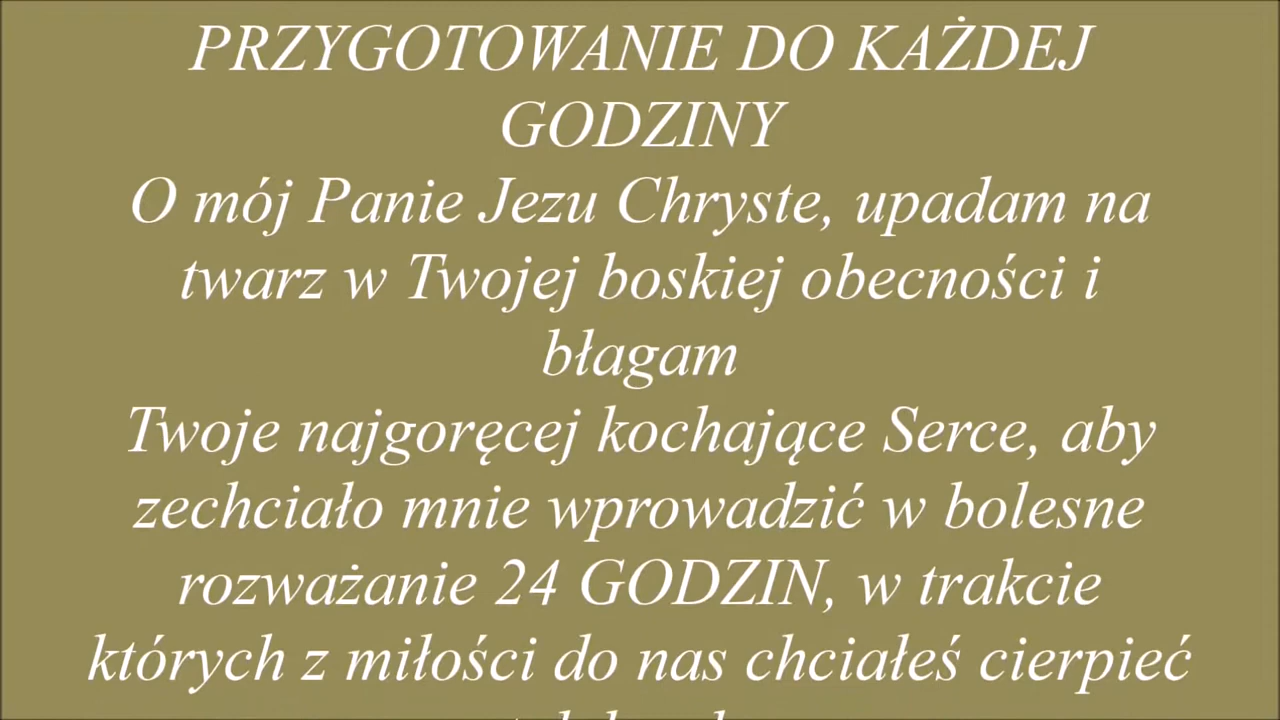 PRZYGOTOWANIE DO KAŻDEJ
GODZINY
O mój Panie Jezu Chryste, upadam na
twarz w Twojej boskiej obecności i
błagam
Twoje najgoręcej kochające Serce, aby
zechciało mnie wprowadzić w bolesne
rozważanie 24 GODZIN, w trakcie
których z miłości do nas chciałeś cierpieć